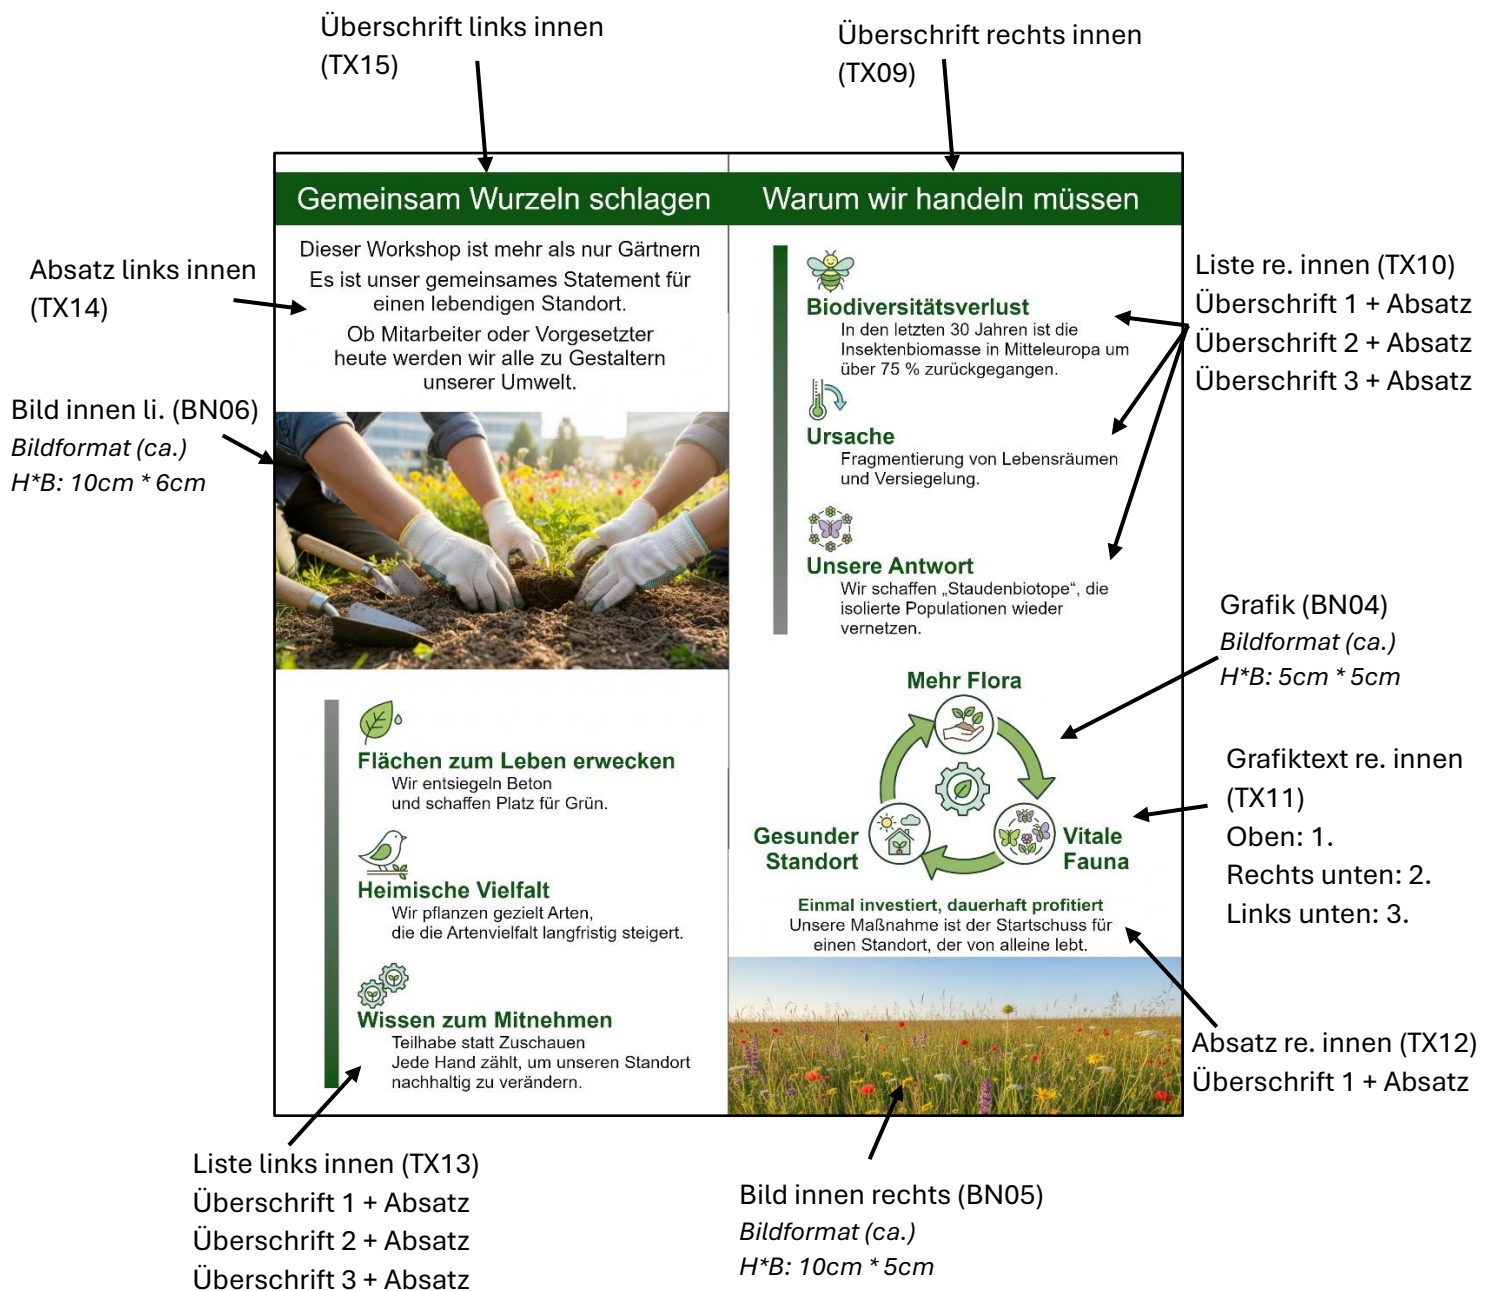 Überschrift links innen
(TX15)
Überschrift rechts innen
(TX09)
Gemeinsam Wurzeln schlagen
Warum wir handeln müssen
Absatz links innen
(TX14)
Dieser Workshop ist mehr als nur Gärtnern
Es ist unser gemeinsames Statement für
einen lebendigen Standort.
Ob Mitarbeiter oder Vorgesetzter
heute werden wir alle zu Gestaltern
unserer Umwelt.
Bild innen li. (BN06)
Bildformat (ca.)
H*B: 10cm * 6cm
Flächen zum Leben erwecken
Wir entsiegeln Beton
und schaffen Platz für Grün.
Heimische Vielfalt
Wir pflanzen gezielt Arten,
die die Artenvielfalt langfristig steigert.
Wissen zum Mitnehmen
Teilhabe statt Zuschauen
Jede Hand zählt, um unseren Standort
nachhaltig zu verändern.
Liste links innen (TX13)
Überschrift 1 + Absatz
Überschrift 2 + Absatz
Überschrift 3 + Absatz
Biodiversitätsverlust
In den letzten 30 Jahren ist die
Insektenbiomasse in Mitteleuropa um
über 75 % zurückgegangen.
Ursache
Fragmentierung von Lebensräumen
und Versiegelung.
Unsere Antwort
Wir schaffen „Staudenbiotope“, die
isolierte Populationen wieder
vernetzen.
Liste re. innen (TX10)
Überschrift 1 + Absatz
Überschrift 2 + Absatz
Überschrift 3 + Absatz
Mehr Flora
Gesunder
Standort
Vitale
Fauna
Grafik (BN04)
Bildformat (ca.)
H*B: 5cm * 5cm
Grafiktext re. innen
(TX11)
Oben: 1.
Rechts unten: 2.
Links unten: 3.
Einmal investiert, dauerhaft profitiert
Unsere Maßnahme ist der Startschuss für
einen Standort, der von alleine lebt.
Absatz re. innen (TX12)
Überschrift 1 + Absatz
Bild innen rechts (BN05)
Bildformat (ca.)
H*B: 10cm * 5cm